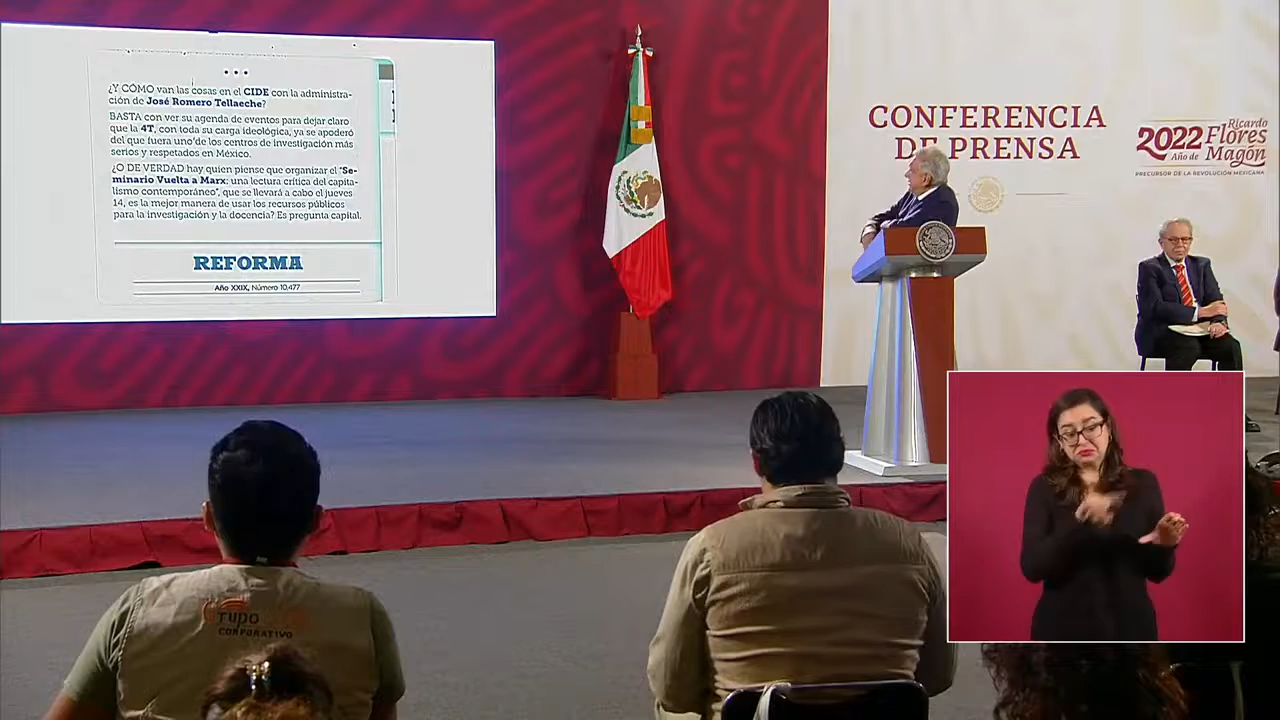 ¿Y CÓMO van las cosas en el CIDE con la administra-
ción de José Romero Tellaeche?
BASTA con ver su agenda de eventos para dejar claro
que la 4T, con toda su carga ideológica, ya se apoderó
del que fuera uno de los centros de investigación más
serios y respetados en México.
¿O DE VERDAD hay quien piense que organizar el "Se-
minario Vuelta a Marx: una lectura crítica del capita-
lismo contemporáneo", que se llevará a cabo el jueves
14, es la mejor manera de usar los recursos públicos
para la investigación y la docencia? Es pregunta capital.
REFORMA
Año XXIX, Número 10,477
CONFERENCIA
DE PRENSA
2022 Ricardo
Año de Flores
Magón
PRECURSOR DE LA REVOLUCIÓN MEXICANA
CORPORATIVO